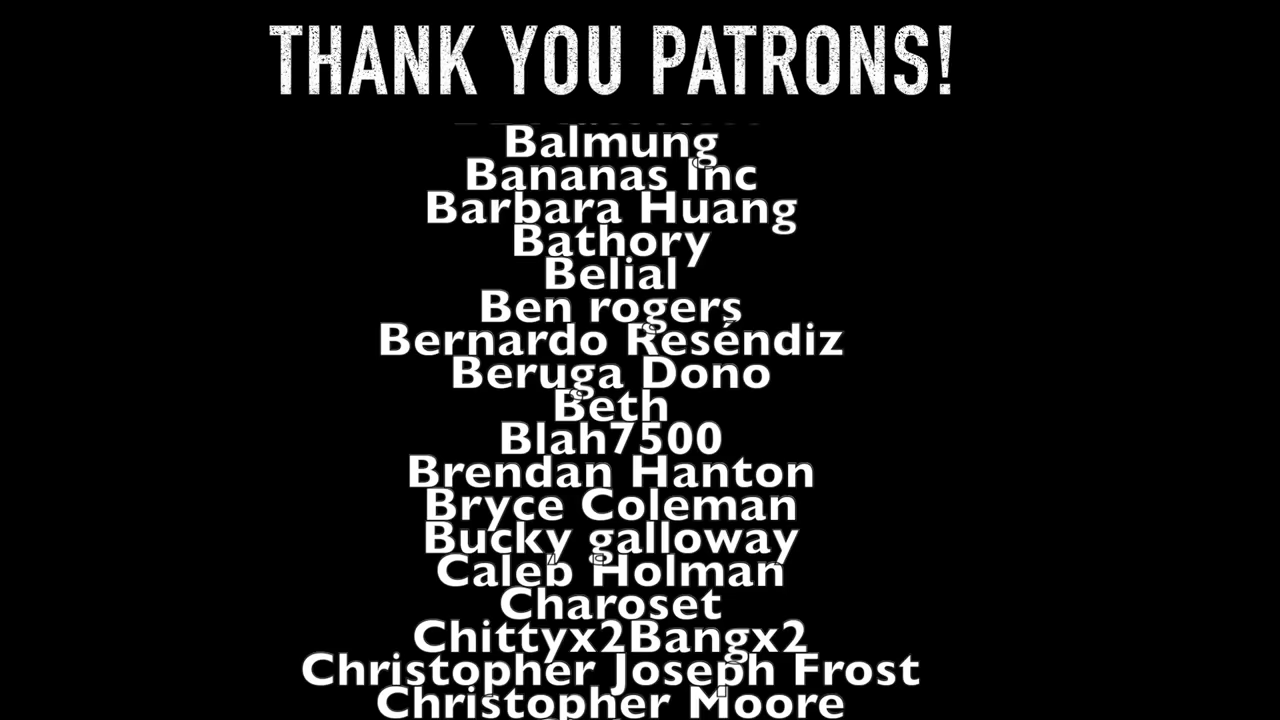 THANK YOU PATRONS!
Balmung
Bananas Inc
Barbara Huang
Bathory
Belial
Ben rogers
Bernardo Reséndiz
Beruga Dono
Beth
Blah7500
Brendan Hanton
Bryce Coleman
Bucky galloway
Caleb Holman
Charoset
Chittyx2Bangx2
Christopher Joseph Frost
Christopher Moore